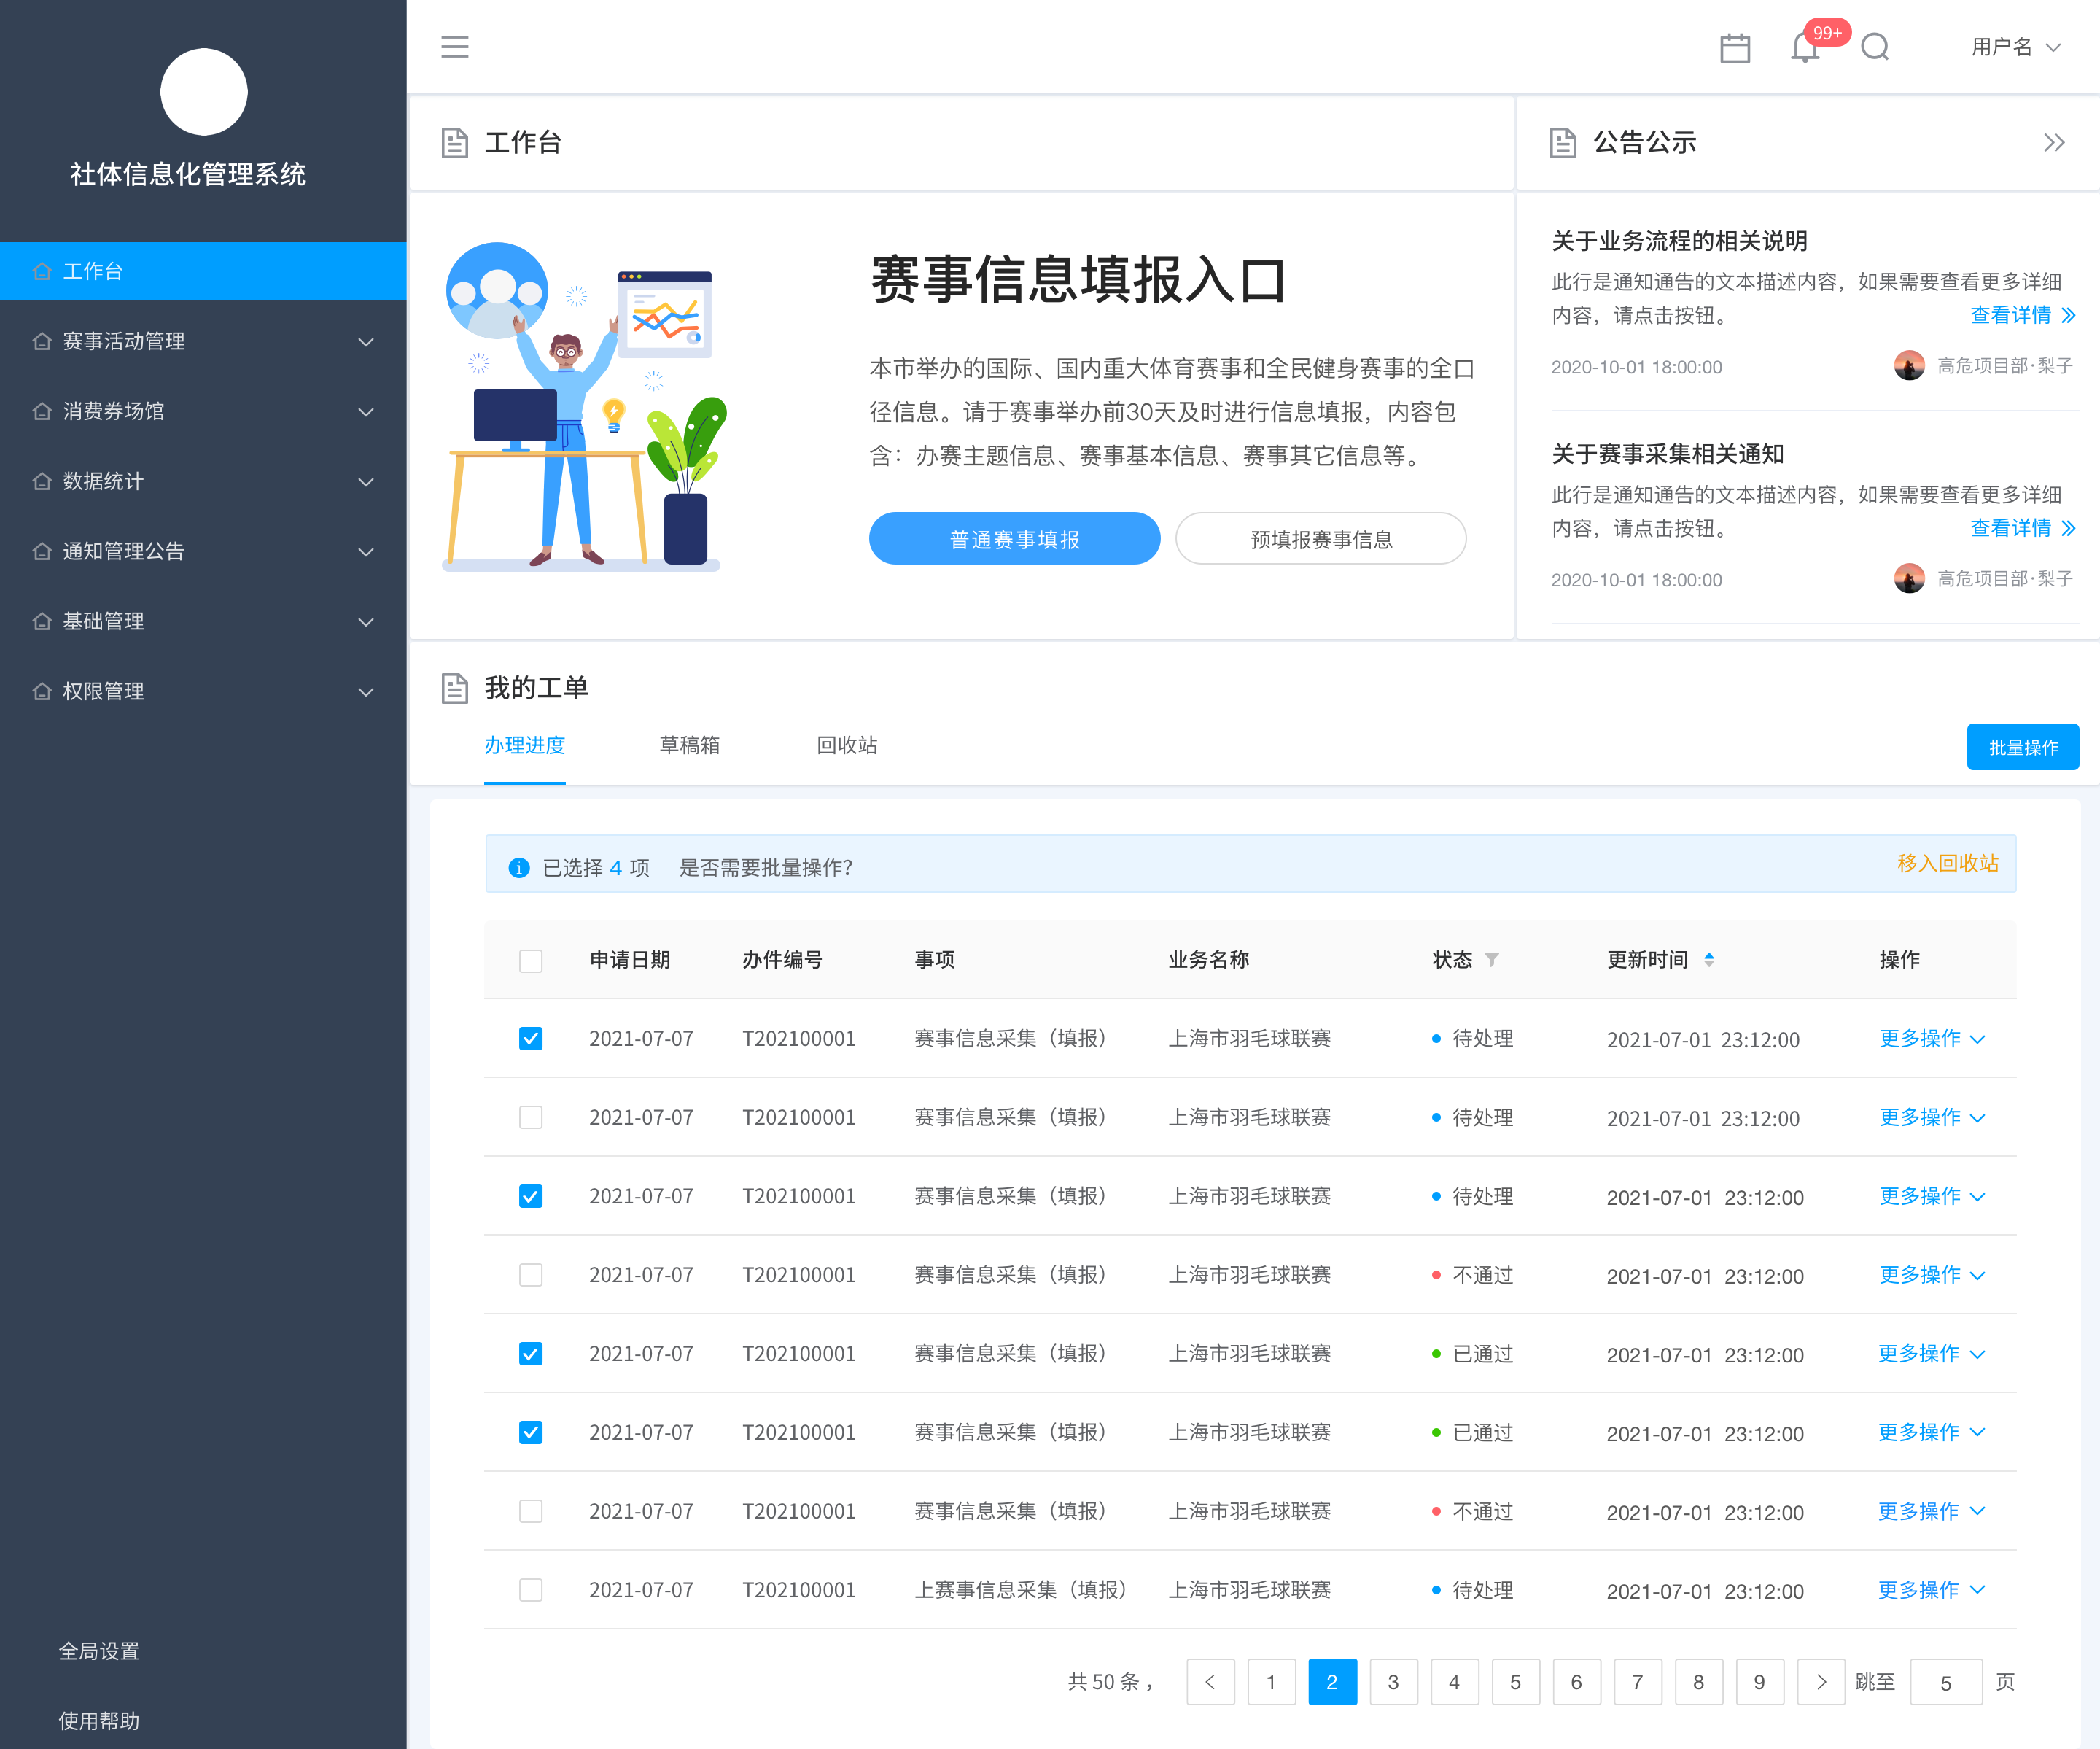 社体信息化管理系统
工作台
赛事活动管理
消费券场馆
数据统计
通知管理公告
基础管理
权限管理
全局设置
使用帮助
99+
用户名
工作台
赛事信息填报入口
本市举办的国际、国内重大体育赛事和全民健身赛事的全口
径信息。请于赛事举办前30天及时进行信息填报，内容包
含：办赛主题信息、赛事基本信息、赛事其它信息等。
普通赛事填报 预填报赛事信息
公告公示
关于业务流程的相关说明
此行是通知通告的文本描述内容，如果需要查看更多详细
内容，请点击按钮。 查看详情
2020-10-01 18:00:00 高危项目部·梨子
关于赛事采集相关通知
此行是通知通告的文本描述内容，如果需要查看更多详细
内容，请点击按钮。 查看详情
2020-10-01 18:00:00 高危项目部·梨子
我的工单
办理进度 草稿箱 回收站 批量操作
已选择 4 项 是否需要批量操作？ 移入回收站
申请日期 办件编号 事项 业务名称 状态 更新时间 操作
2021-07-07 T202100001 赛事信息采集（填报） 上海市羽毛球联赛 待处理 2021-07-01 23:12:00 更多操作
2021-07-07 T202100001 赛事信息采集（填报） 上海市羽毛球联赛 待处理 2021-07-01 23:12:00 更多操作
2021-07-07 T202100001 赛事信息采集（填报） 上海市羽毛球联赛 待处理 2021-07-01 23:12:00 更多操作
2021-07-07 T202100001 赛事信息采集（填报） 上海市羽毛球联赛 不通过 2021-07-01 23:12:00 更多操作
2021-07-07 T202100001 赛事信息采集（填报） 上海市羽毛球联赛 已通过 2021-07-01 23:12:00 更多操作
2021-07-07 T202100001 赛事信息采集（填报） 上海市羽毛球联赛 已通过 2021-07-01 23:12:00 更多操作
2021-07-07 T202100001 赛事信息采集（填报） 上海市羽毛球联赛 不通过 2021-07-01 23:12:00 更多操作
2021-07-07 T202100001 上赛事信息采集（填报） 上海市羽毛球联赛 待处理 2021-07-01 23:12:00 更多操作
共 50 条， 1 2 3 4 5 6 7 8 9 跳至 5 页